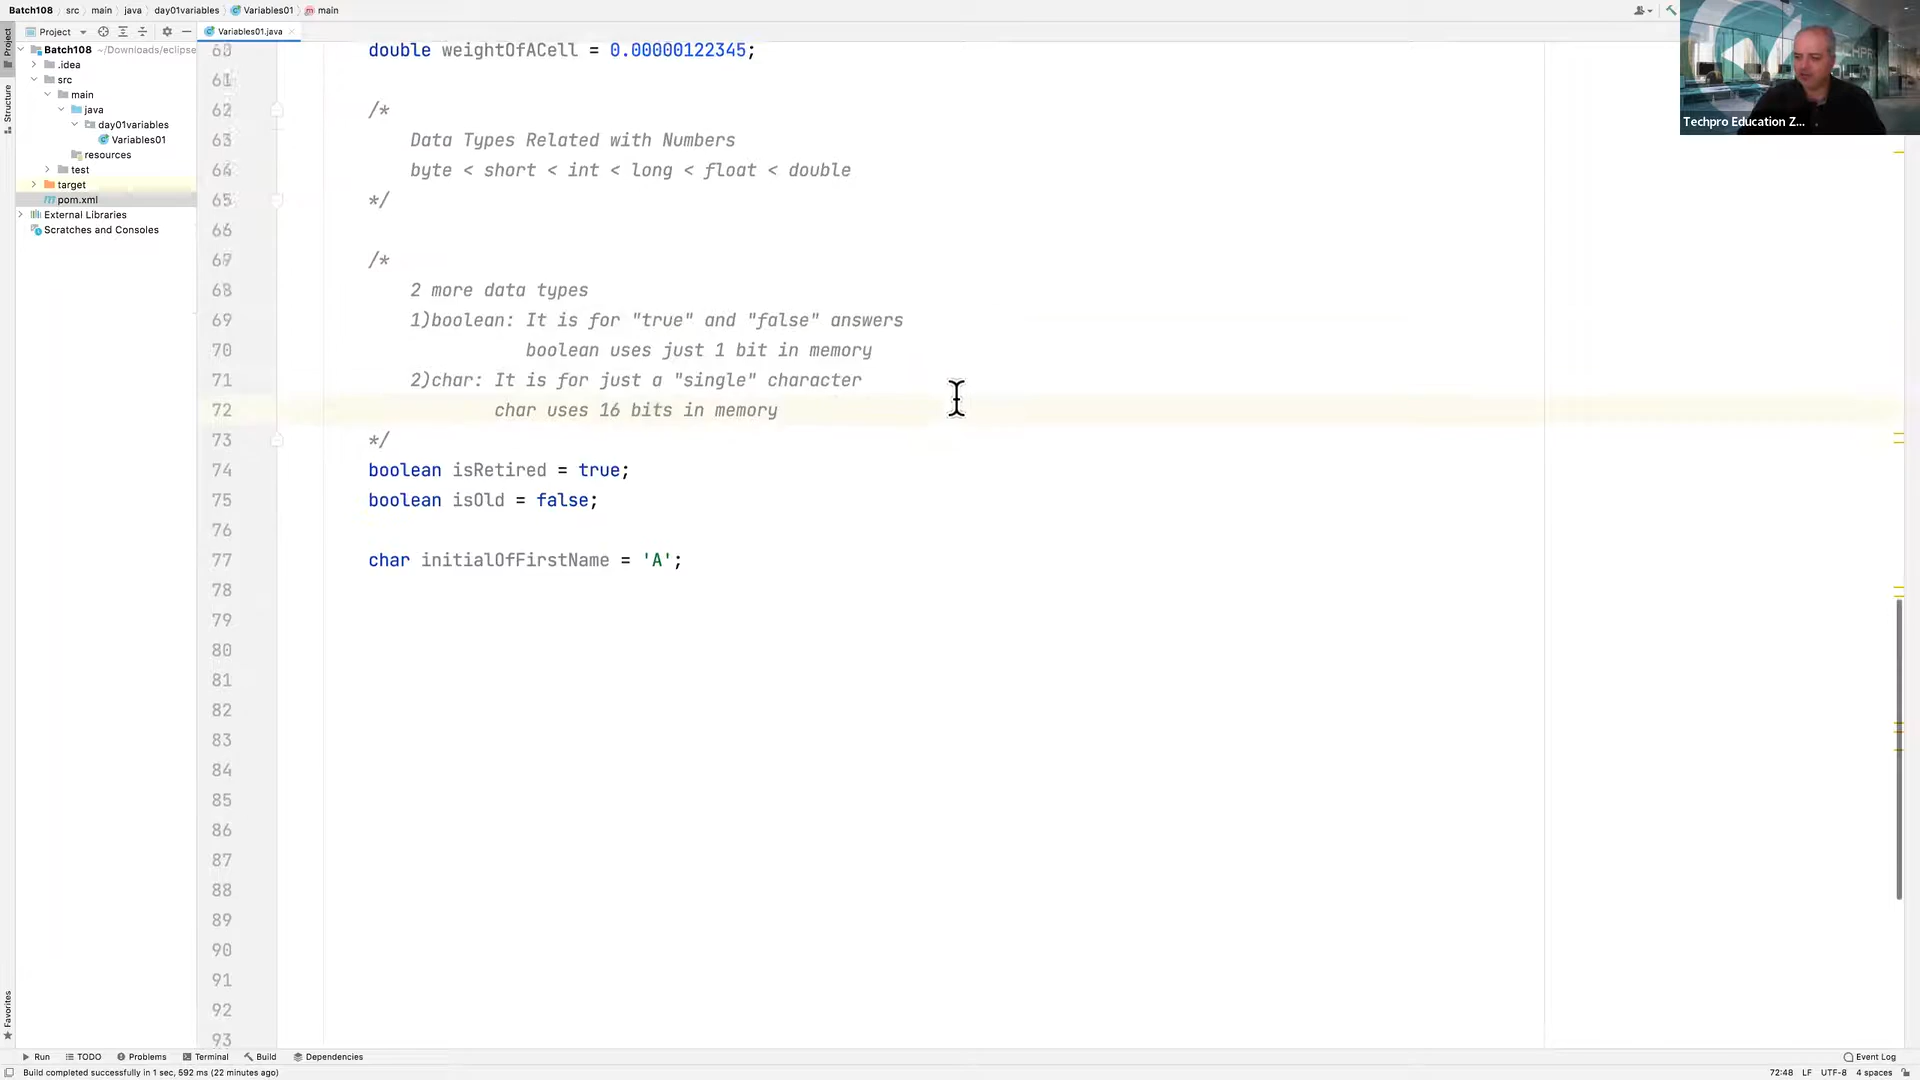 Batch108 src main java day01variables Variables01 main
Project
Variables01.java
Project
Structure
Favorites
Batch108 ~/Downloads/eclipse
.idea
src
main
java
day01variables
Variables01
resources
test
target
pom.xml
External Libraries
Scratches and Consoles
60 double weightOfACell = 0.00000122345;
61
62 /*
63 Data Types Related with Numbers
64 byte < short < int < long < float < double
65 */
66
67 /*
68 2 more data types
69 1)boolean: It is for "true" and "false" answers
70 boolean uses just 1 bit in memory
71 2)char: It is for just a "single" character
72 char uses 16 bits in memory
73 */
74 boolean isRetired = true;
75 boolean isOld = false;
76
77 char initialOfFirstName = 'A';
78
79
80
81
82
83
84
85
86
87
88
89
90
91
92
93
Techpro Education Z...
Run TODO Problems Terminal Build Dependencies Event Log
Build completed successfully in 1 sec, 592 ms (22 minutes ago) 72:48 LF UTF-8 4 spaces